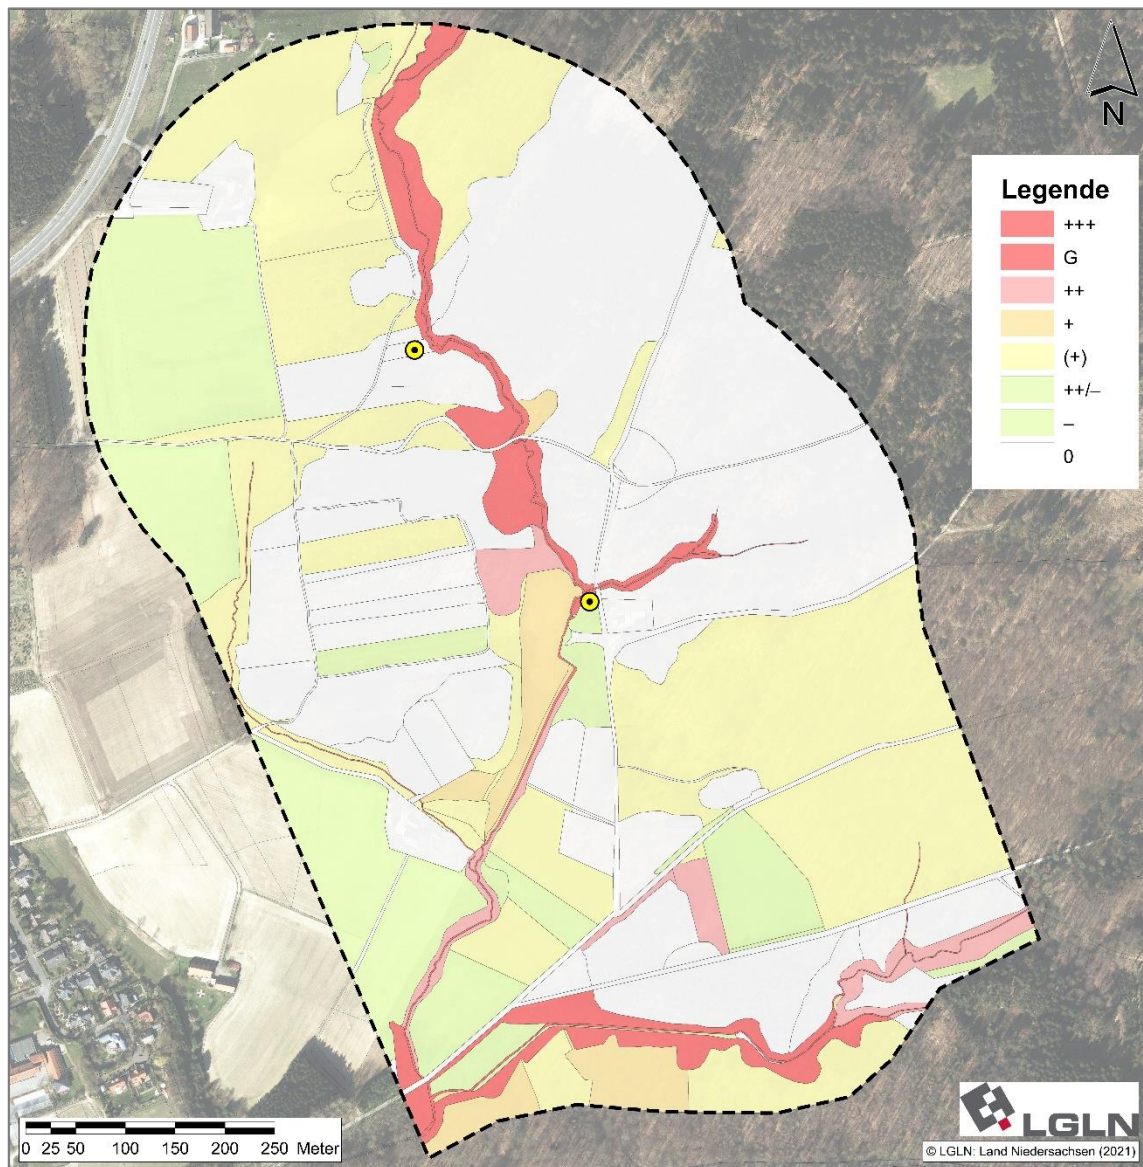 N
Legende
+++
G
++
+
(+)
++/–
–
0
0 25 50 100 150 200 250 Meter
LGLN
© LGLN: Land Niedersachsen (2021)